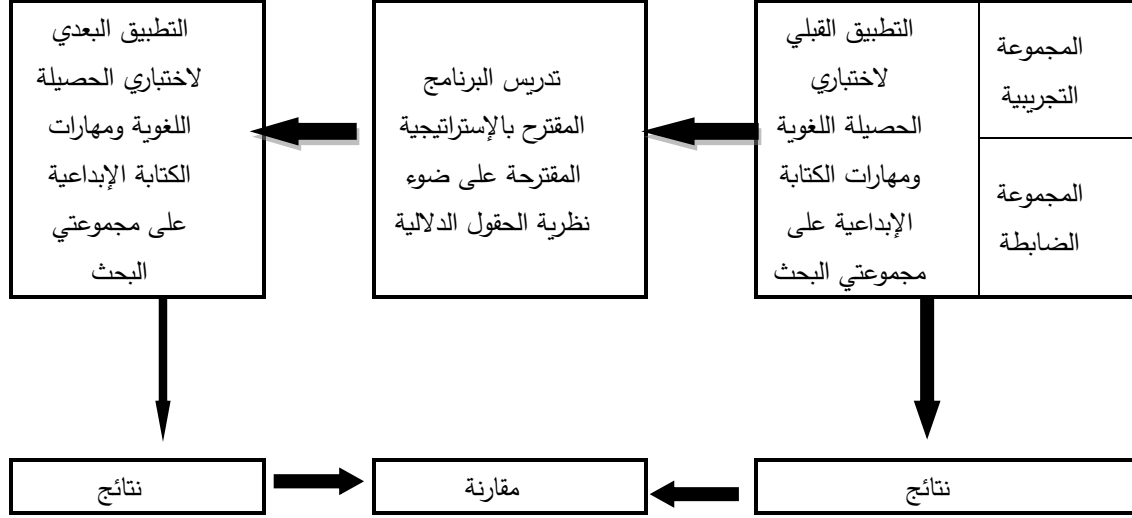 المجموعة
التجريبية
المجموعة
الضابطة
التطبيق القبلي
لاختباري
الحصيلة اللغوية
ومهارات الكتابة
الإبداعية على
مجموعتي البحث
تدريس البرنامج
المقترح بالإستراتيجية
المقترحة على ضوء
نظرية الحقول الدلالية
التطبيق البعدي
لاختباري الحصيلة
اللغوية ومهارات
الكتابة الإبداعية
على مجموعتي
البحث
نتائج
مقارنة
نتائج